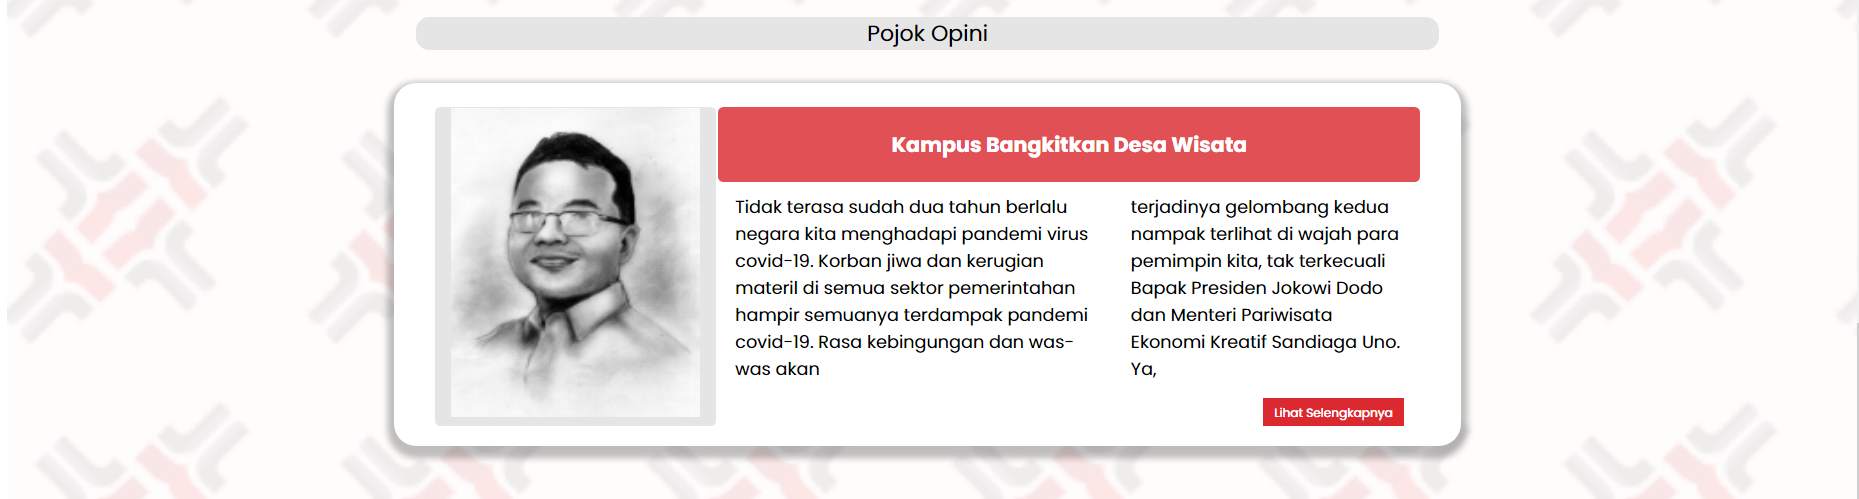 Pojok Opini
Kampus Bangkitkan Desa Wisata
Tidak terasa sudah dua tahun berlalu
negara kita menghadapi pandemi virus
covid-19. Korban jiwa dan kerugian
materil di semua sektor pemerintahan
hampir semuanya terdampak pandemi
covid-19. Rasa kebingungan dan was-
was akan
terjadinya gelombang kedua
nampak terlihat di wajah para
pemimpin kita, tak terkecuali
Bapak Presiden Jokowi Dodo
dan Menteri Pariwisata
Ekonomi Kreatif Sandiaga Uno.
Ya,
Lihat Selengkapnya